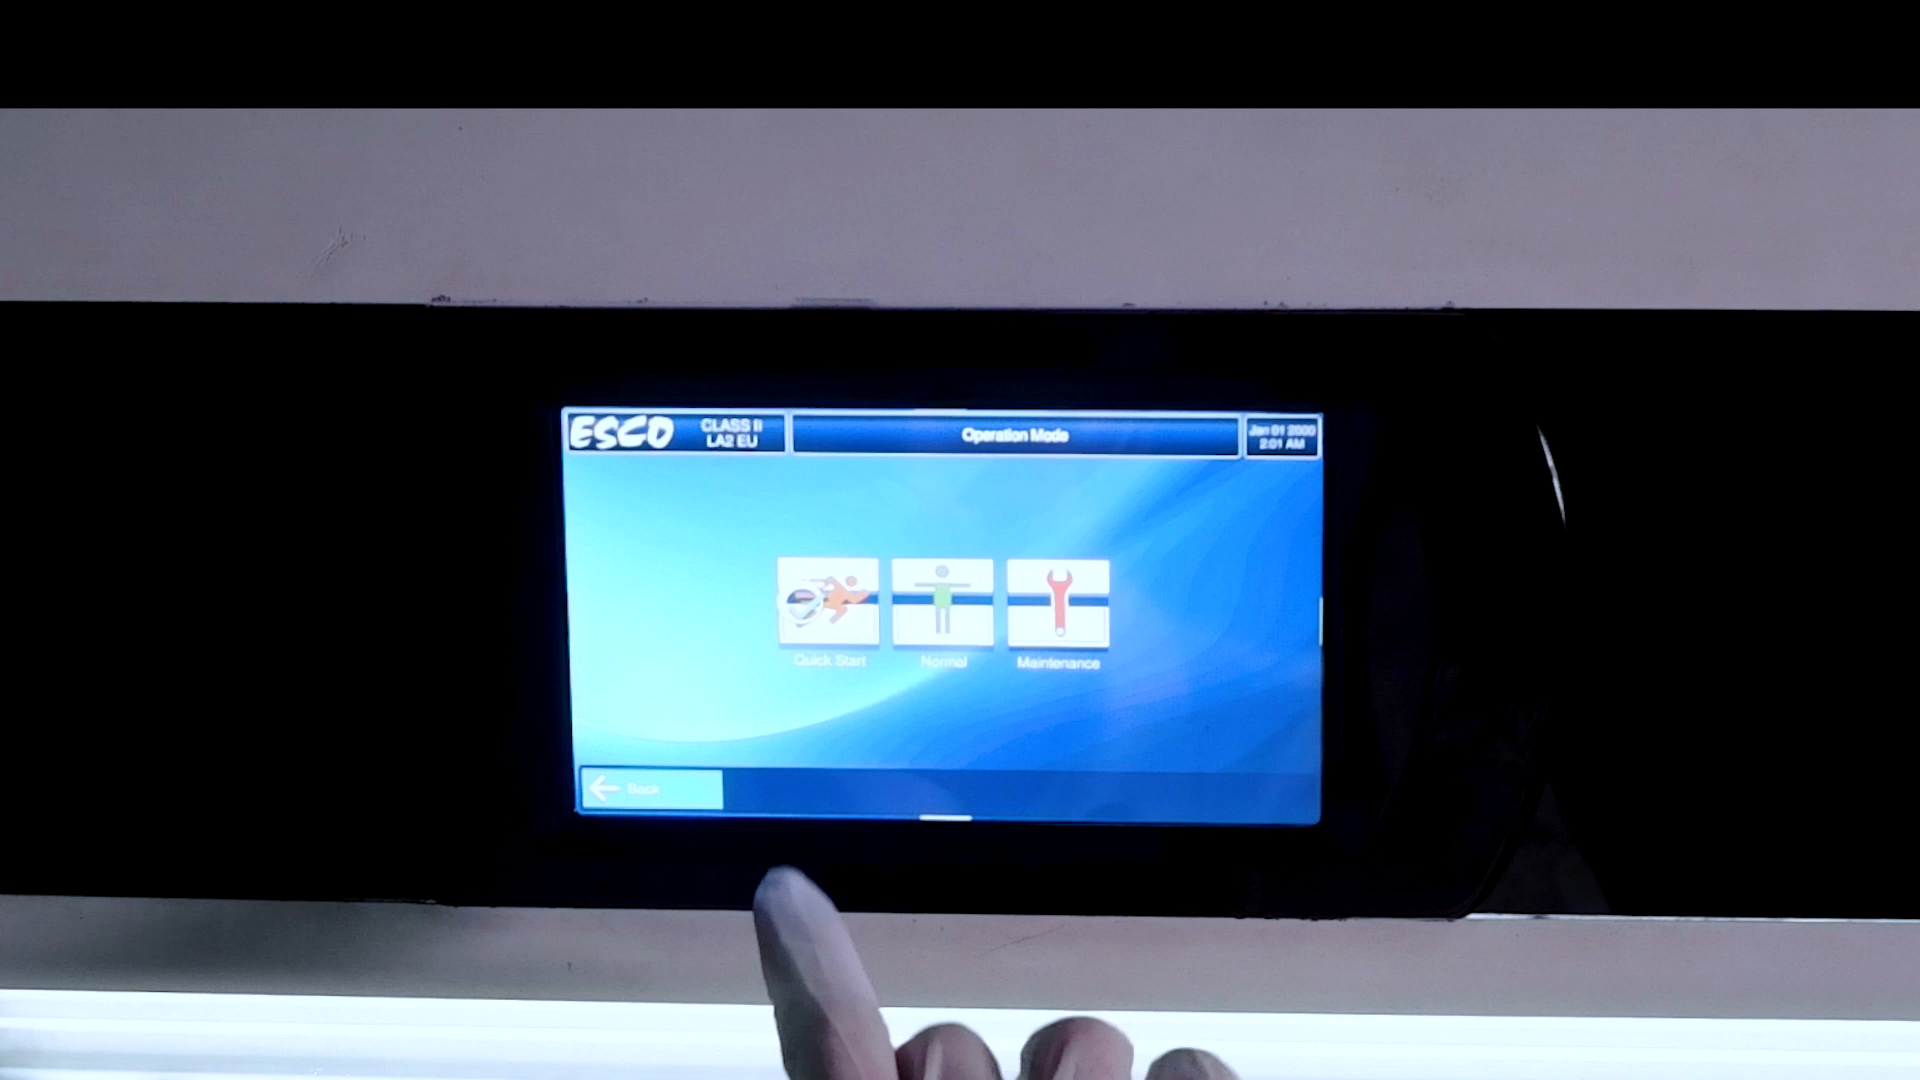 ESCO
CLASS II
LA2 EU
Operation Mode
Jan 01 2000
2:01 AM
Quick Start
Normal
Maintenance
Back